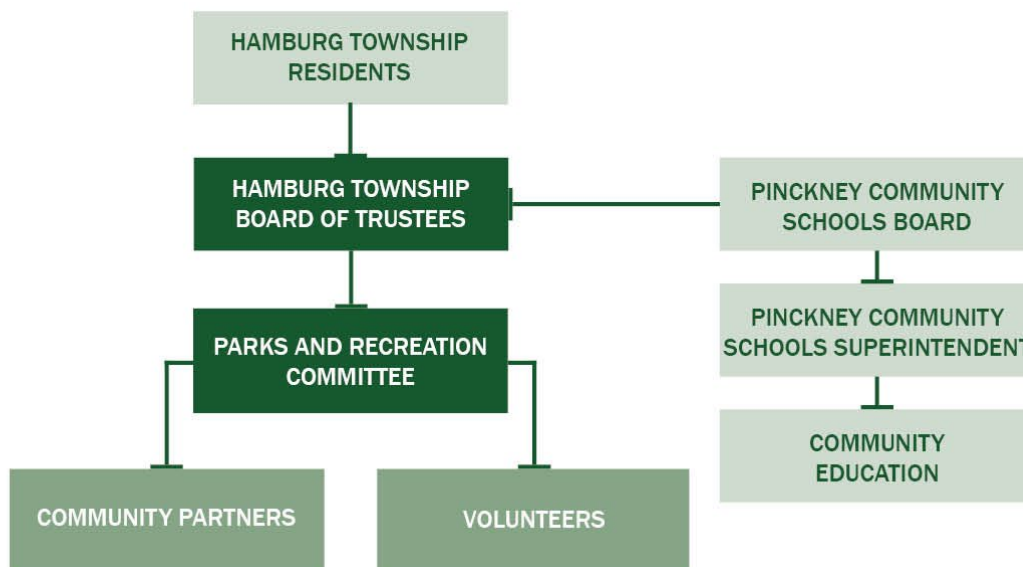 HAMBURG TOWNSHIP
RESIDENTS
HAMBURG TOWNSHIP
BOARD OF TRUSTEES
PINCKNEY COMMUNITY
SCHOOLS BOARD
PARKS AND RECREATION
COMMITTEE
PINCKNEY COMMUNITY
SCHOOLS SUPERINTENDENT
COMMUNITY
EDUCATION
COMMUNITY PARTNERS
VOLUNTEERS